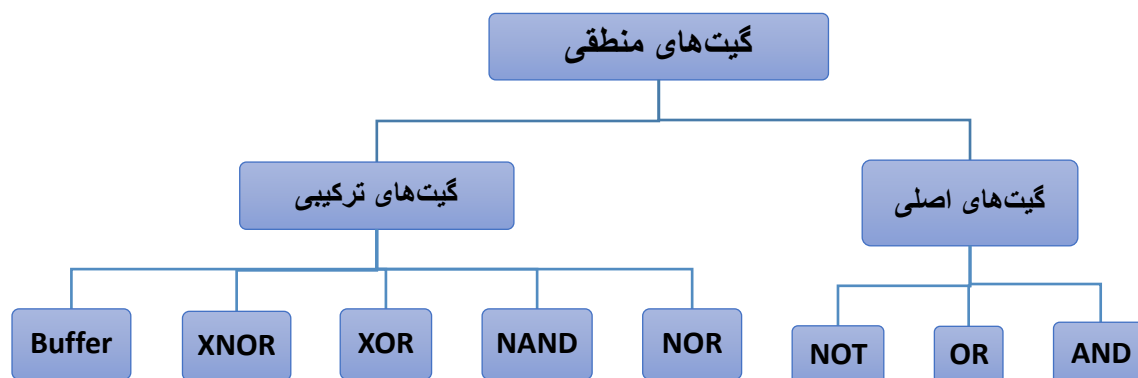 گیت‌های منطقی
گیت‌های اصلی
گیت‌های ترکیبی
AND
OR
NOT
NOR
NAND
XOR
XNOR
Buffer